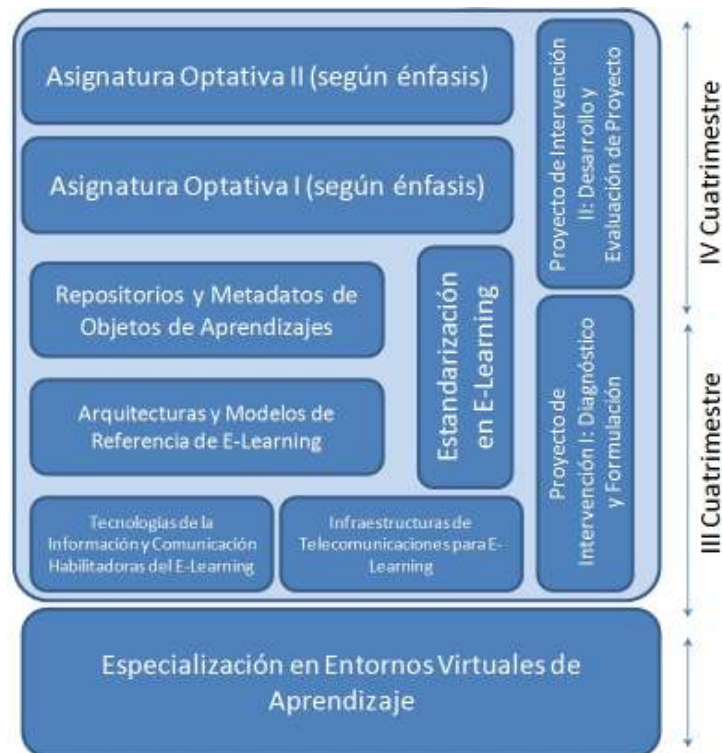 Asignatura Optativa II (según énfasis)
Asignatura Optativa I (según énfasis)
Repositorios y Metadatos de
Objetos de Aprendizajes
Arquitecturas y Modelos de
Referencia de E-Learning
Estandarización
en E-Learning
Tecnologías de la
Información y Comunicación
Habilitadoras del E-Learning
Infraestructuras de
Telecomunicaciones para E-
Learning
Proyecto de Intervención
II: Desarrollo y
Evaluación de Proyecto
Proyecto de
Intervención I: Diagnóstico
y Formulación
IV Cuatrimestre
III Cuatrimestre
Especialización en Entornos Virtuales de
Aprendizaje